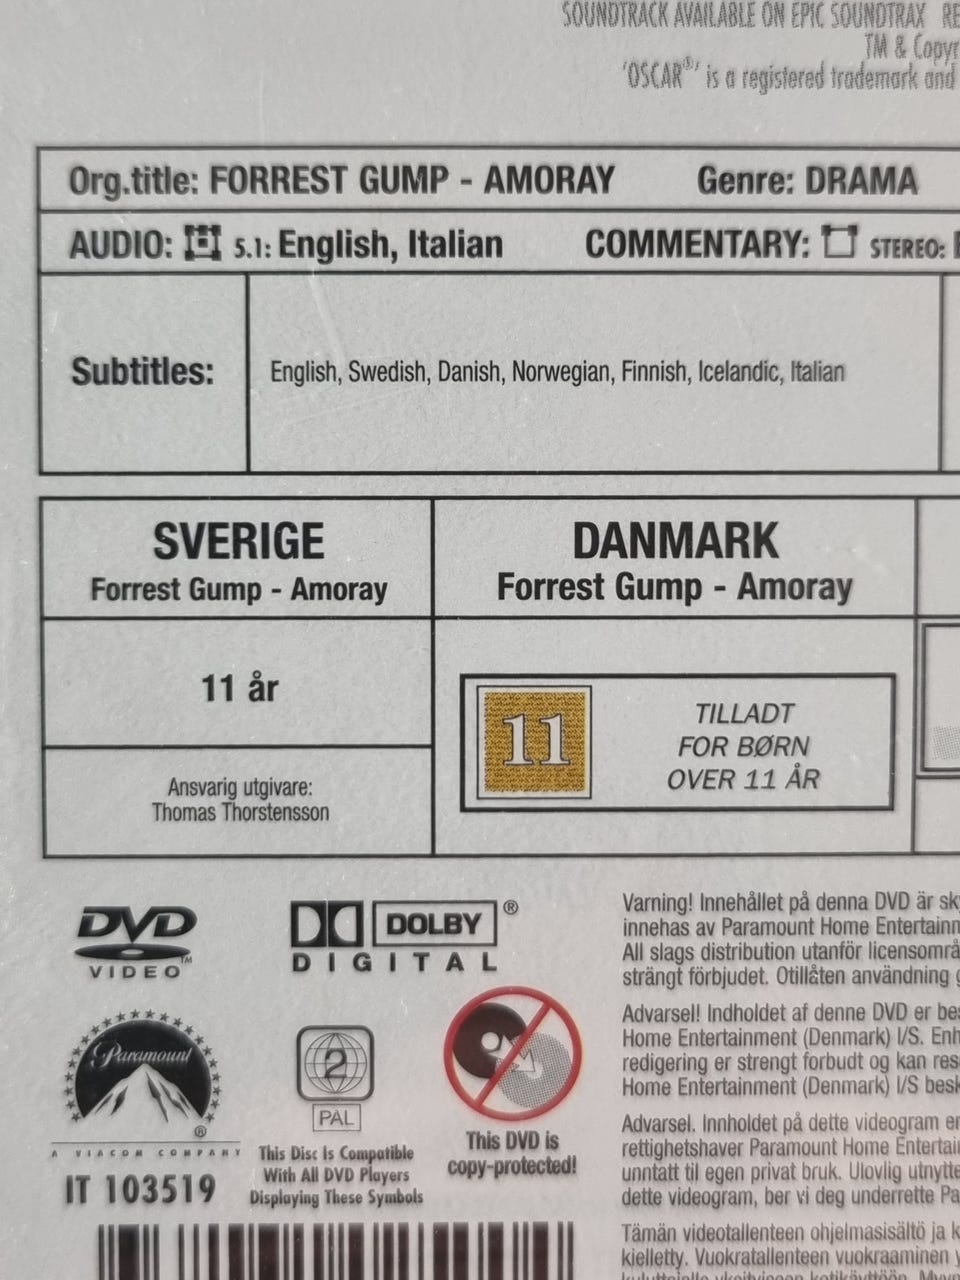 SOUNDTRACK AVAILABLE ON EPIC SOUNDTRAX
TM & Copyr
'OSCAR®' is a registered trademark and
Org.title: FORREST GUMP - AMORAY Genre: DRAMA
AUDIO: 5.1: English, Italian COMMENTARY: STEREO:
Subtitles: English, Swedish, Danish, Norwegian, Finnish, Icelandic, Italian
SVERIGE
Forrest Gump - Amoray
11 år
Ansvarig utgivare:
Thomas Thorstensson
DANMARK
Forrest Gump - Amoray
11
TILLADT
FOR BØRN
OVER 11 ÅR
DVD
VIDEO™
DOLBY®
DIGITAL
Paramount®
A VIACOM COMPANY
IT 103519
2
PAL
This Disc Is Compatible
With All DVD Players
Displaying These Symbols
This DVD is
copy-protected!
Varning! Innehållet på denna DVD är sk
innehas av Paramount Home Entertainm
All slags distribution utanför licensområ
strängt förbjudet. Otillåten användning
Advarsel! Indholdet af denne DVD er bes
Home Entertainment (Denmark) I/S. Enh
redigering er strengt forbudt og kan res
Home Entertainment (Denmark) I/S besk
Advarsel. Innholdet på dette videogram er
rettighetshaver Paramount Home Entertai
unntatt til egen privat bruk. Ulovlig utnytte
dette videogram, ber vi deg underrette Pa
Tämän videotallenteen ohjelmasisältö ja k
kielletty. Vuokratallenteen vuokraaminen